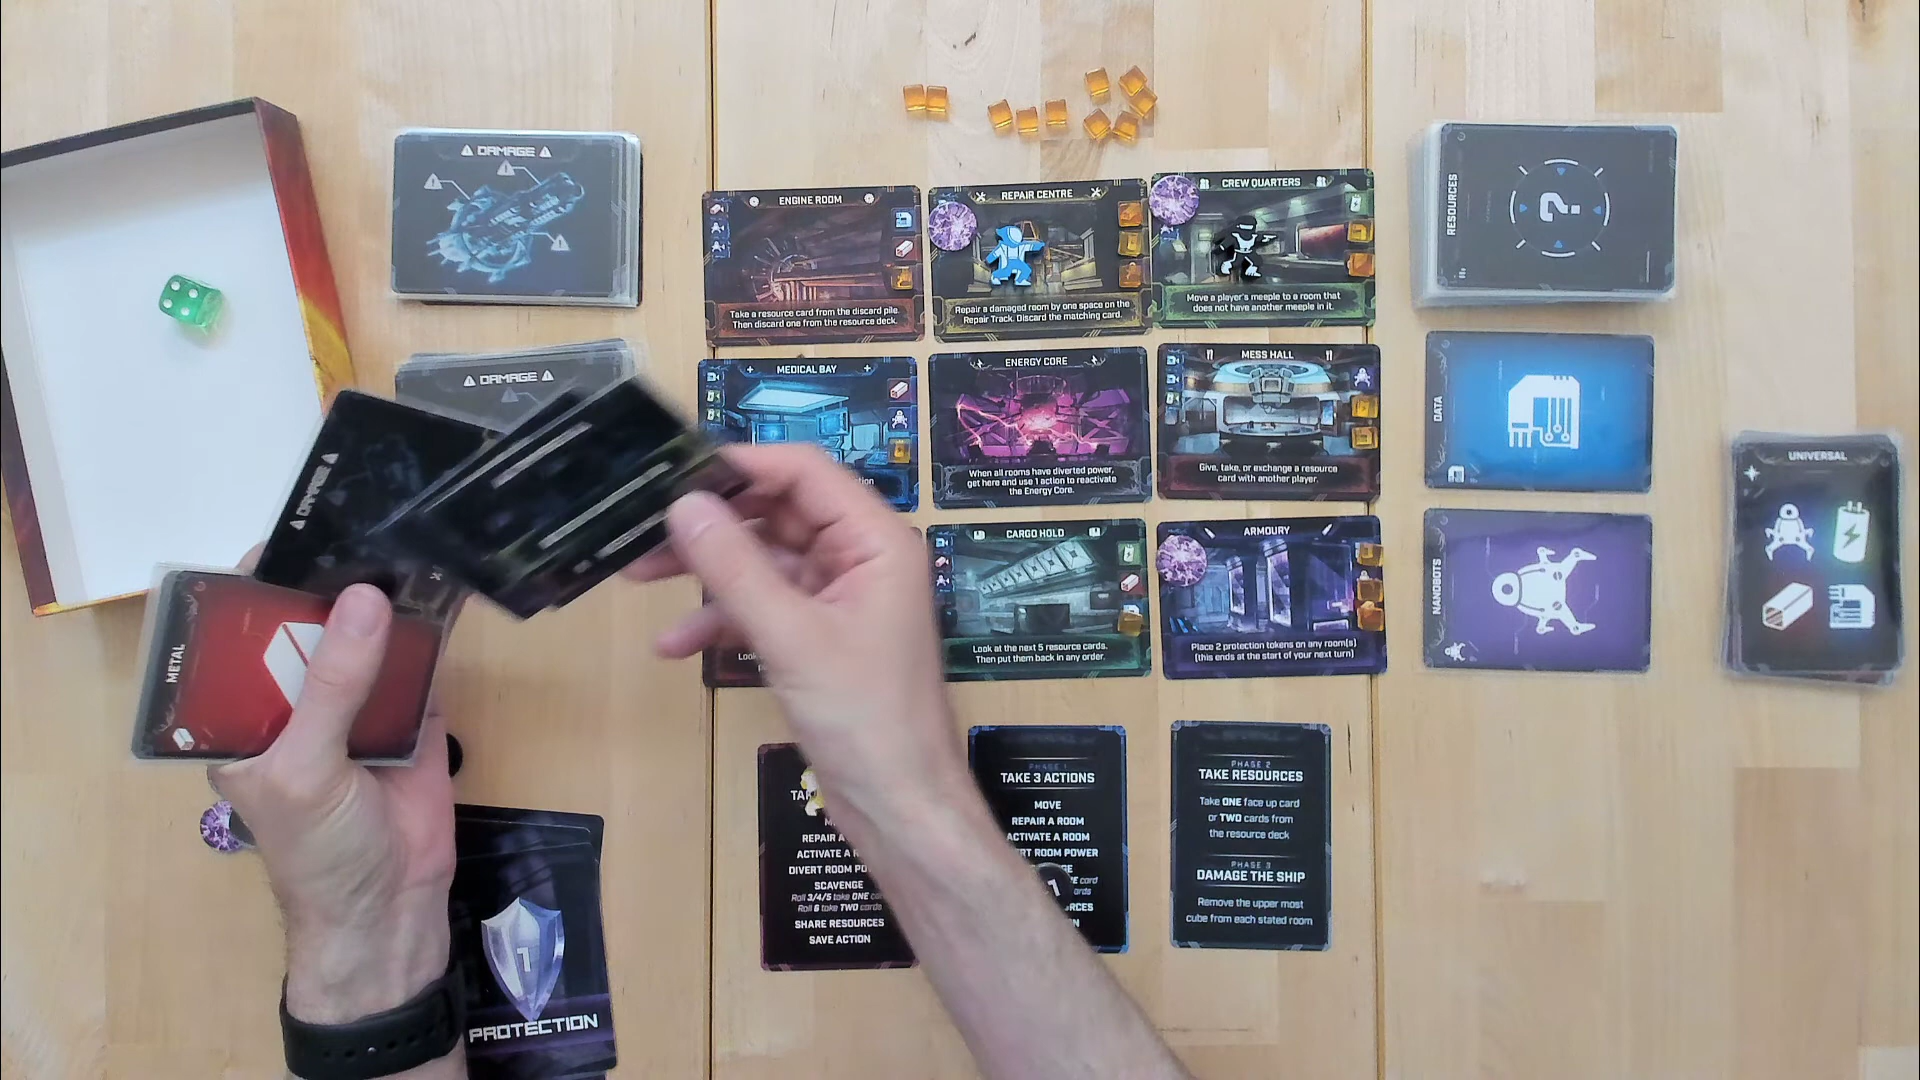 DAMAGE
DAMAGE
DAMAGE
METAL
1
PROTECTION
ENGINE ROOM
Take a resource card from the discard pile.
Then discard one from the resource deck.
REPAIR CENTRE
Repair a damaged room by one space on the
Repair Track. Discard the matching card.
CREW QUARTERS
Move a player's meeple to a room that
does not have another meeple in it.
MEDICAL BAY
ENERGY CORE
When all rooms have diverted power,
get here and use 1 action to reactivate
the Energy Core.
MESS HALL
Give, take, or exchange a resource
card with another player.
CARGO HOLD
Look at the next 5 resource cards.
Then put them back in any order.
ARMOURY
Place 2 protection tokens on any room(s)
(this ends at the start of your next turn)
REPAIR A
ACTIVATE A
DIVERT ROOM
SCAVENGE
Roll 3/4/5 take ONE
Roll 6 take TWO cards
SHARE RESOURCES
SAVE ACTION
PHASE 1
TAKE 3 ACTIONS
MOVE
REPAIR A ROOM
ACTIVATE A ROOM
ROOM POWER
card
1
PHASE 2
TAKE RESOURCES
Take ONE face up card
or TWO cards from
the resource deck
PHASE 3
DAMAGE THE SHIP
Remove the upper most
cube from each stated room
RESOURCES
?
DATA
NANOBOTS
UNIVERSAL